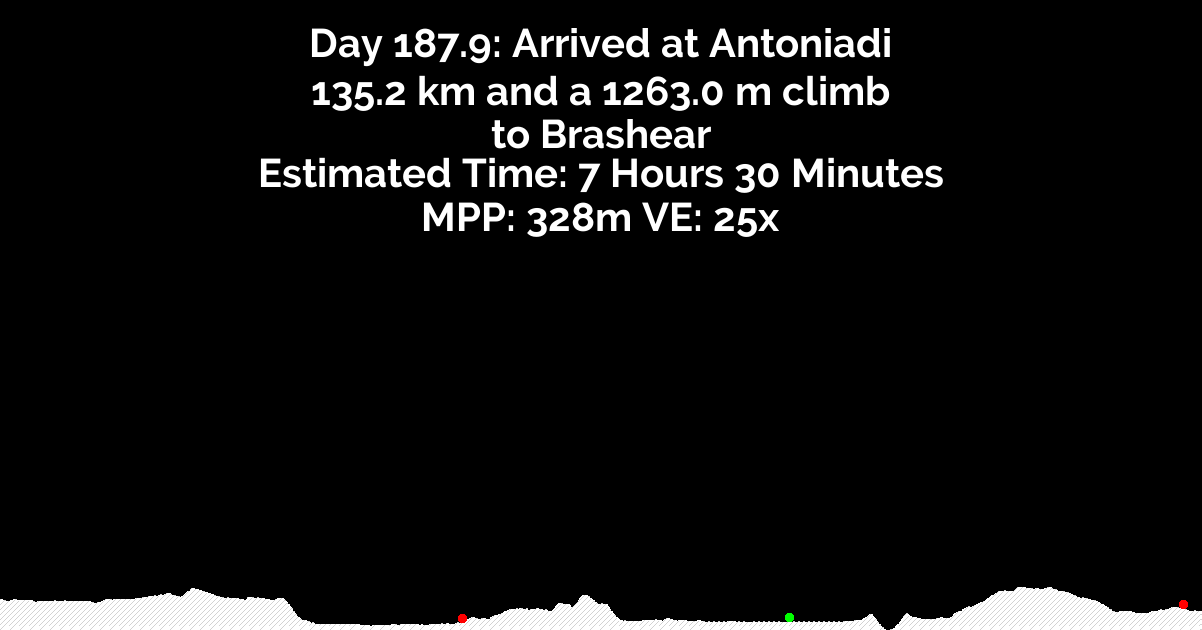 Day 187.9: Arrived at Antoniadi
135.2 km and a 1263.0 m climb
to Brashear
Estimated Time: 7 Hours 30 Minutes
MPP: 328m VE: 25x